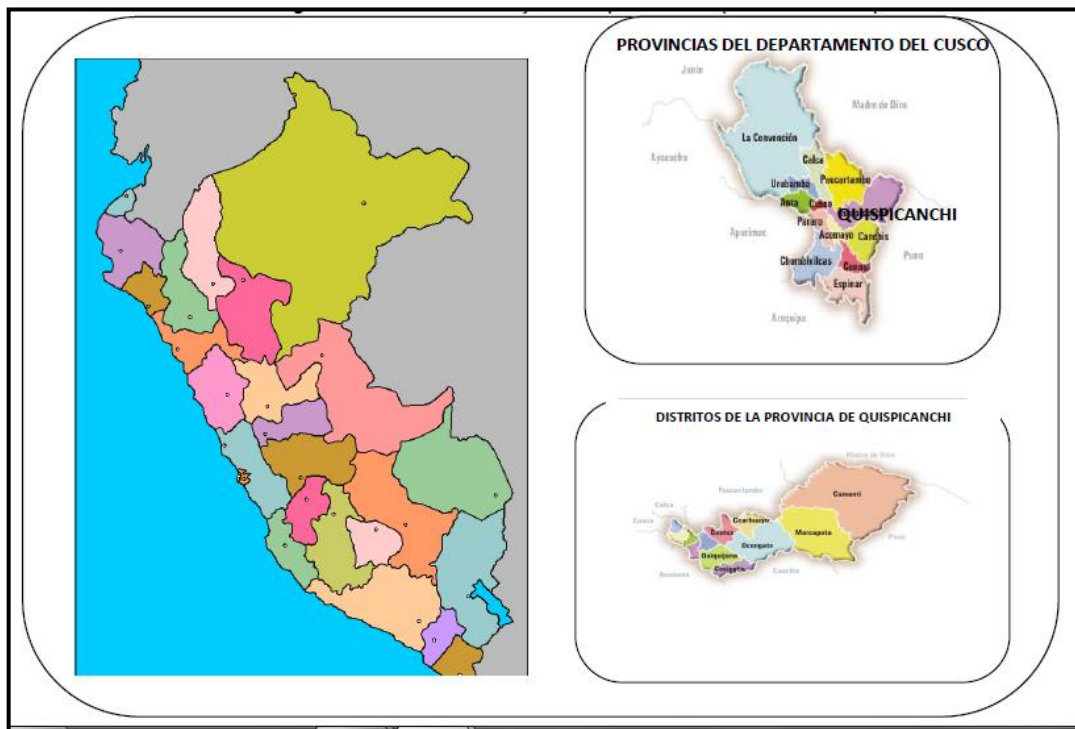 PROVINCIAS DEL DEPARTAMENTO DEL CUSCO
Junín
Madre de Dios
La Convención
Ayacucho
Calca
Paucartambo
Urubamba
Anta
Cusco
QUISPICANCHI
Paruro
Apurímac
Acomayo
Canchis
Puno
Chumbivilcas
Canas
Espinar
Arequipa
DISTRITOS DE LA PROVINCIA DE QUISPICANCHI
Madre de Dios
Camanti
Paucartambo
Calca
Cusco
Ccarhuayo
Marcapata
Ocongate
Puno
Quiquijana
Canchis
Acomayo
Cusipata